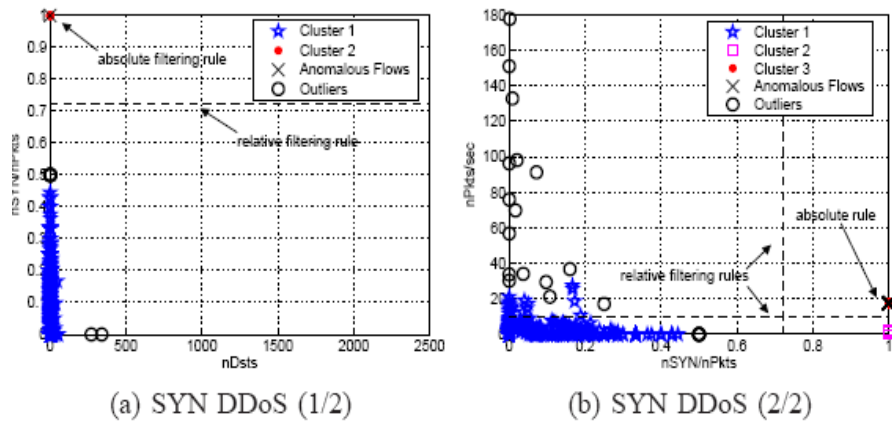 nSYN/nPkts
1
0.9
0.8
0.7
0.6
0.5
0.4
0.3
0.2
0.1
0
0
500
1000
1500
2000
2500
nDsts
absolute filtering rule
relative filtering rule
Cluster 1
Cluster 2
Anomalous Flows
Outliers
(a) SYN DDoS (1/2)
nPkts/sec
180
160
140
120
100
80
60
40
20
0
0
0.2
0.4
0.6
0.8
1
nSYN/nPkts
Cluster 1
Cluster 2
Cluster 3
Anomalous Flows
Outliers
absolute rule
relative filtering rules
(b) SYN DDoS (2/2)